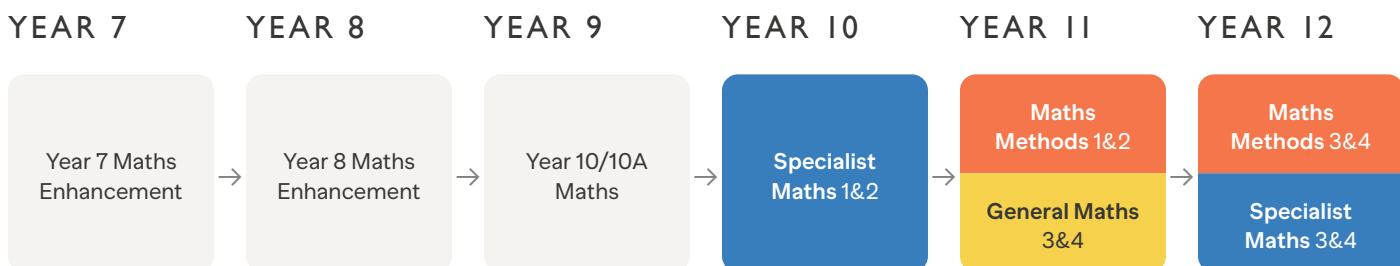 YEAR 7
YEAR 8
YEAR 9
YEAR 10
YEAR 11
YEAR 12
Year 7 Maths
Enhancement
Year 8 Maths
Enhancement
Year 10/10A
Maths
Specialist
Maths 1&2
Maths
Methods 1&2
General Maths
3&4
Maths
Methods 3&4
Specialist
Maths 3&4